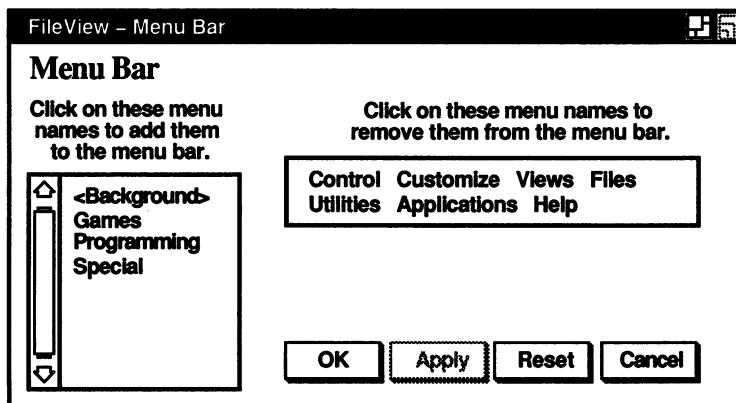 FileView – Menu Bar
Menu Bar
Click on these menu
names to add them
to the menu bar.
<Background>
Games
Programming
Special
Click on these menu names to
remove them from the menu bar.
Control Customize Views Files
Utilities Applications Help
OK Apply Reset Cancel